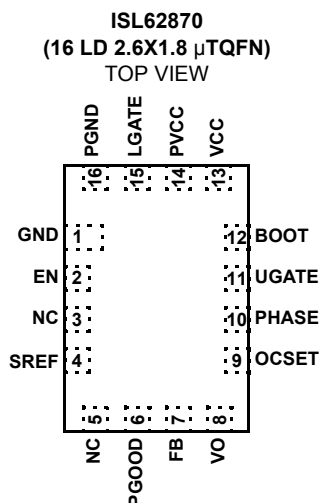 ISL62870
(16 LD 2.6X1.8 µTQFN)
TOP VIEW
PGND
LGATE
PVCC
VCC
16
15
14
13
GND 1
12 BOOT
EN 2
11 UGATE
NC 3
10 PHASE
SREF 4
9 OCSET
5
6
7
8
NC
PGOOD
FB
VO